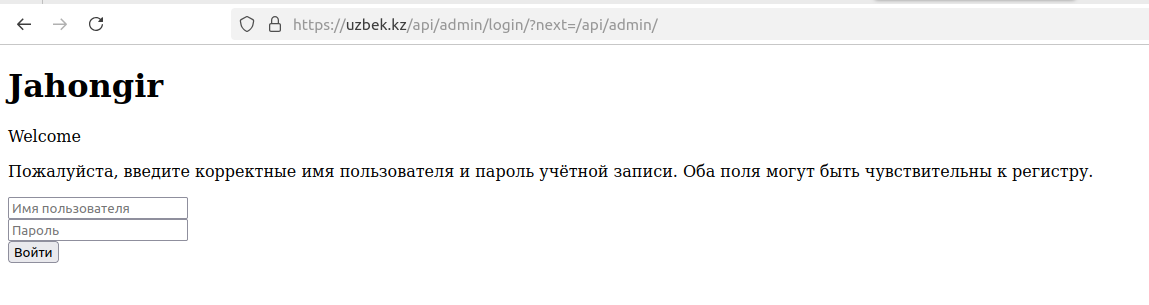 https://uzbek.kz/api/admin/login/?next=/api/admin/
Jahongir
Welcome
Пожалуйста, введите корректные имя пользователя и пароль учётной записи. Оба поля могут быть чувствительны к регистру.
Имя пользователя
Пароль
Войти